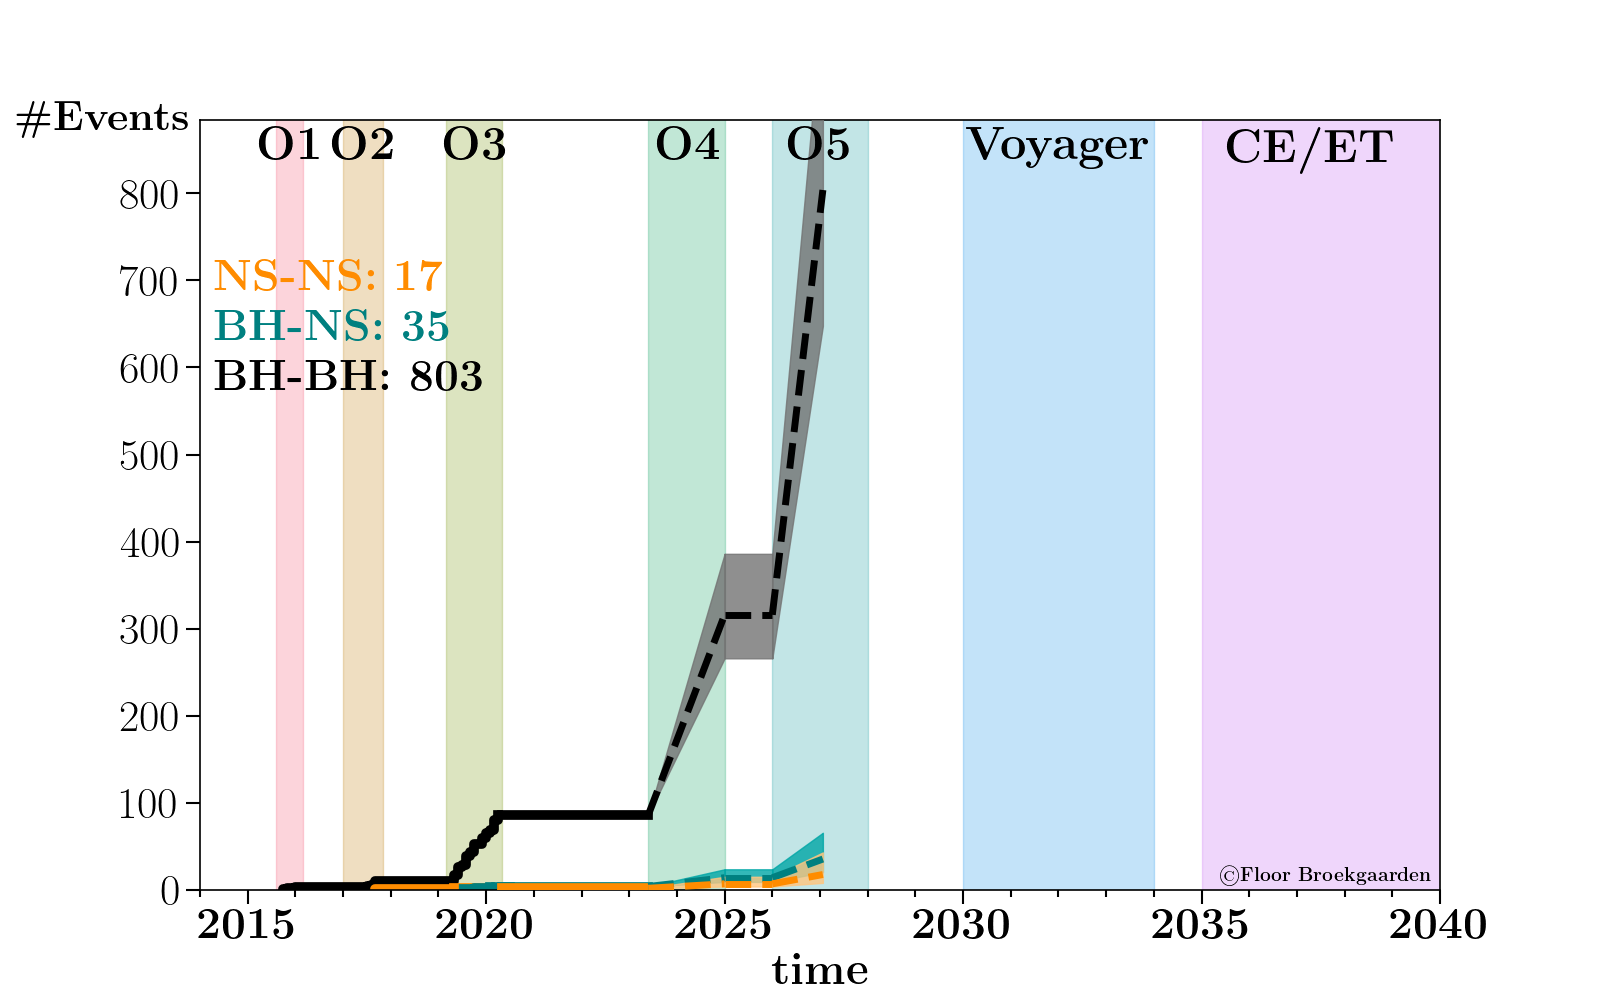 #Events
O1 O2 O3 O4 O5 Voyager CE/ET
800
700
600
500
400
300
200
100
0
NS-NS: 17
BH-NS: 35
BH-BH: 803
©Floor Broekgaarden
2015 2020 2025 2030 2035 2040
time